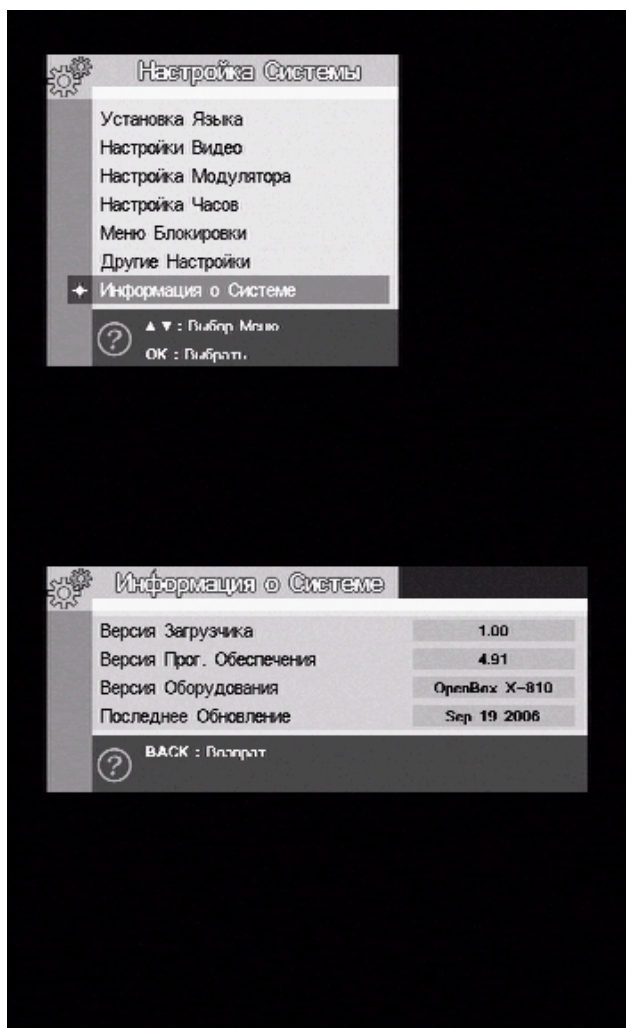 Настройка Системы
Установка Языка
Настройки Видео
Настройка Модулятора
Настройка Часов
Меню Блокировки
Другие Настройки
Информация о Системе
▲ ▼ : Выбор Меню
OK : Выбрать
Информация о Системе
Версия Загрузчика 1.00
Версия Прог. Обеспечения 4.91
Версия Оборудования OpenBox X-810
Последнее Обновление Sep 19 2006
BACK : Возврат